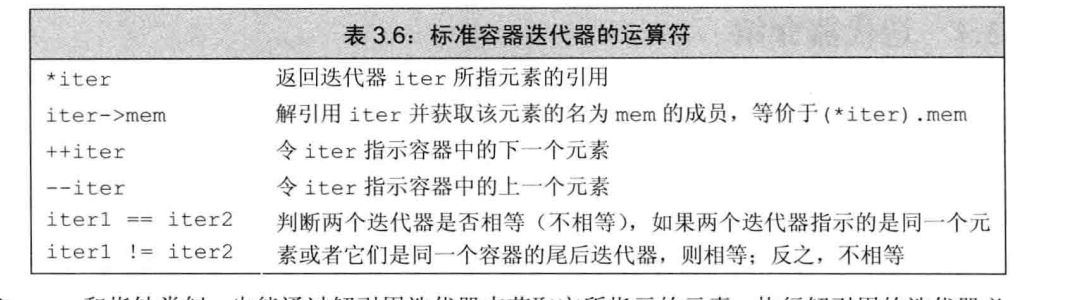 表 3.6：标准容器迭代器的运算符
*iter 返回迭代器 iter 所指元素的引用
iter->mem 解引用 iter 并获取该元素的名为 mem 的成员，等价于(*iter).mem
++iter 令 iter 指示容器中的下一个元素
--iter 令 iter 指示容器中的上一个元素
iter1 == iter2 判断两个迭代器是否相等（不相等），如果两个迭代器指示的是同一个元
iter1 != iter2 素或者它们是同一个容器的尾后迭代器，则相等；反之，不相等